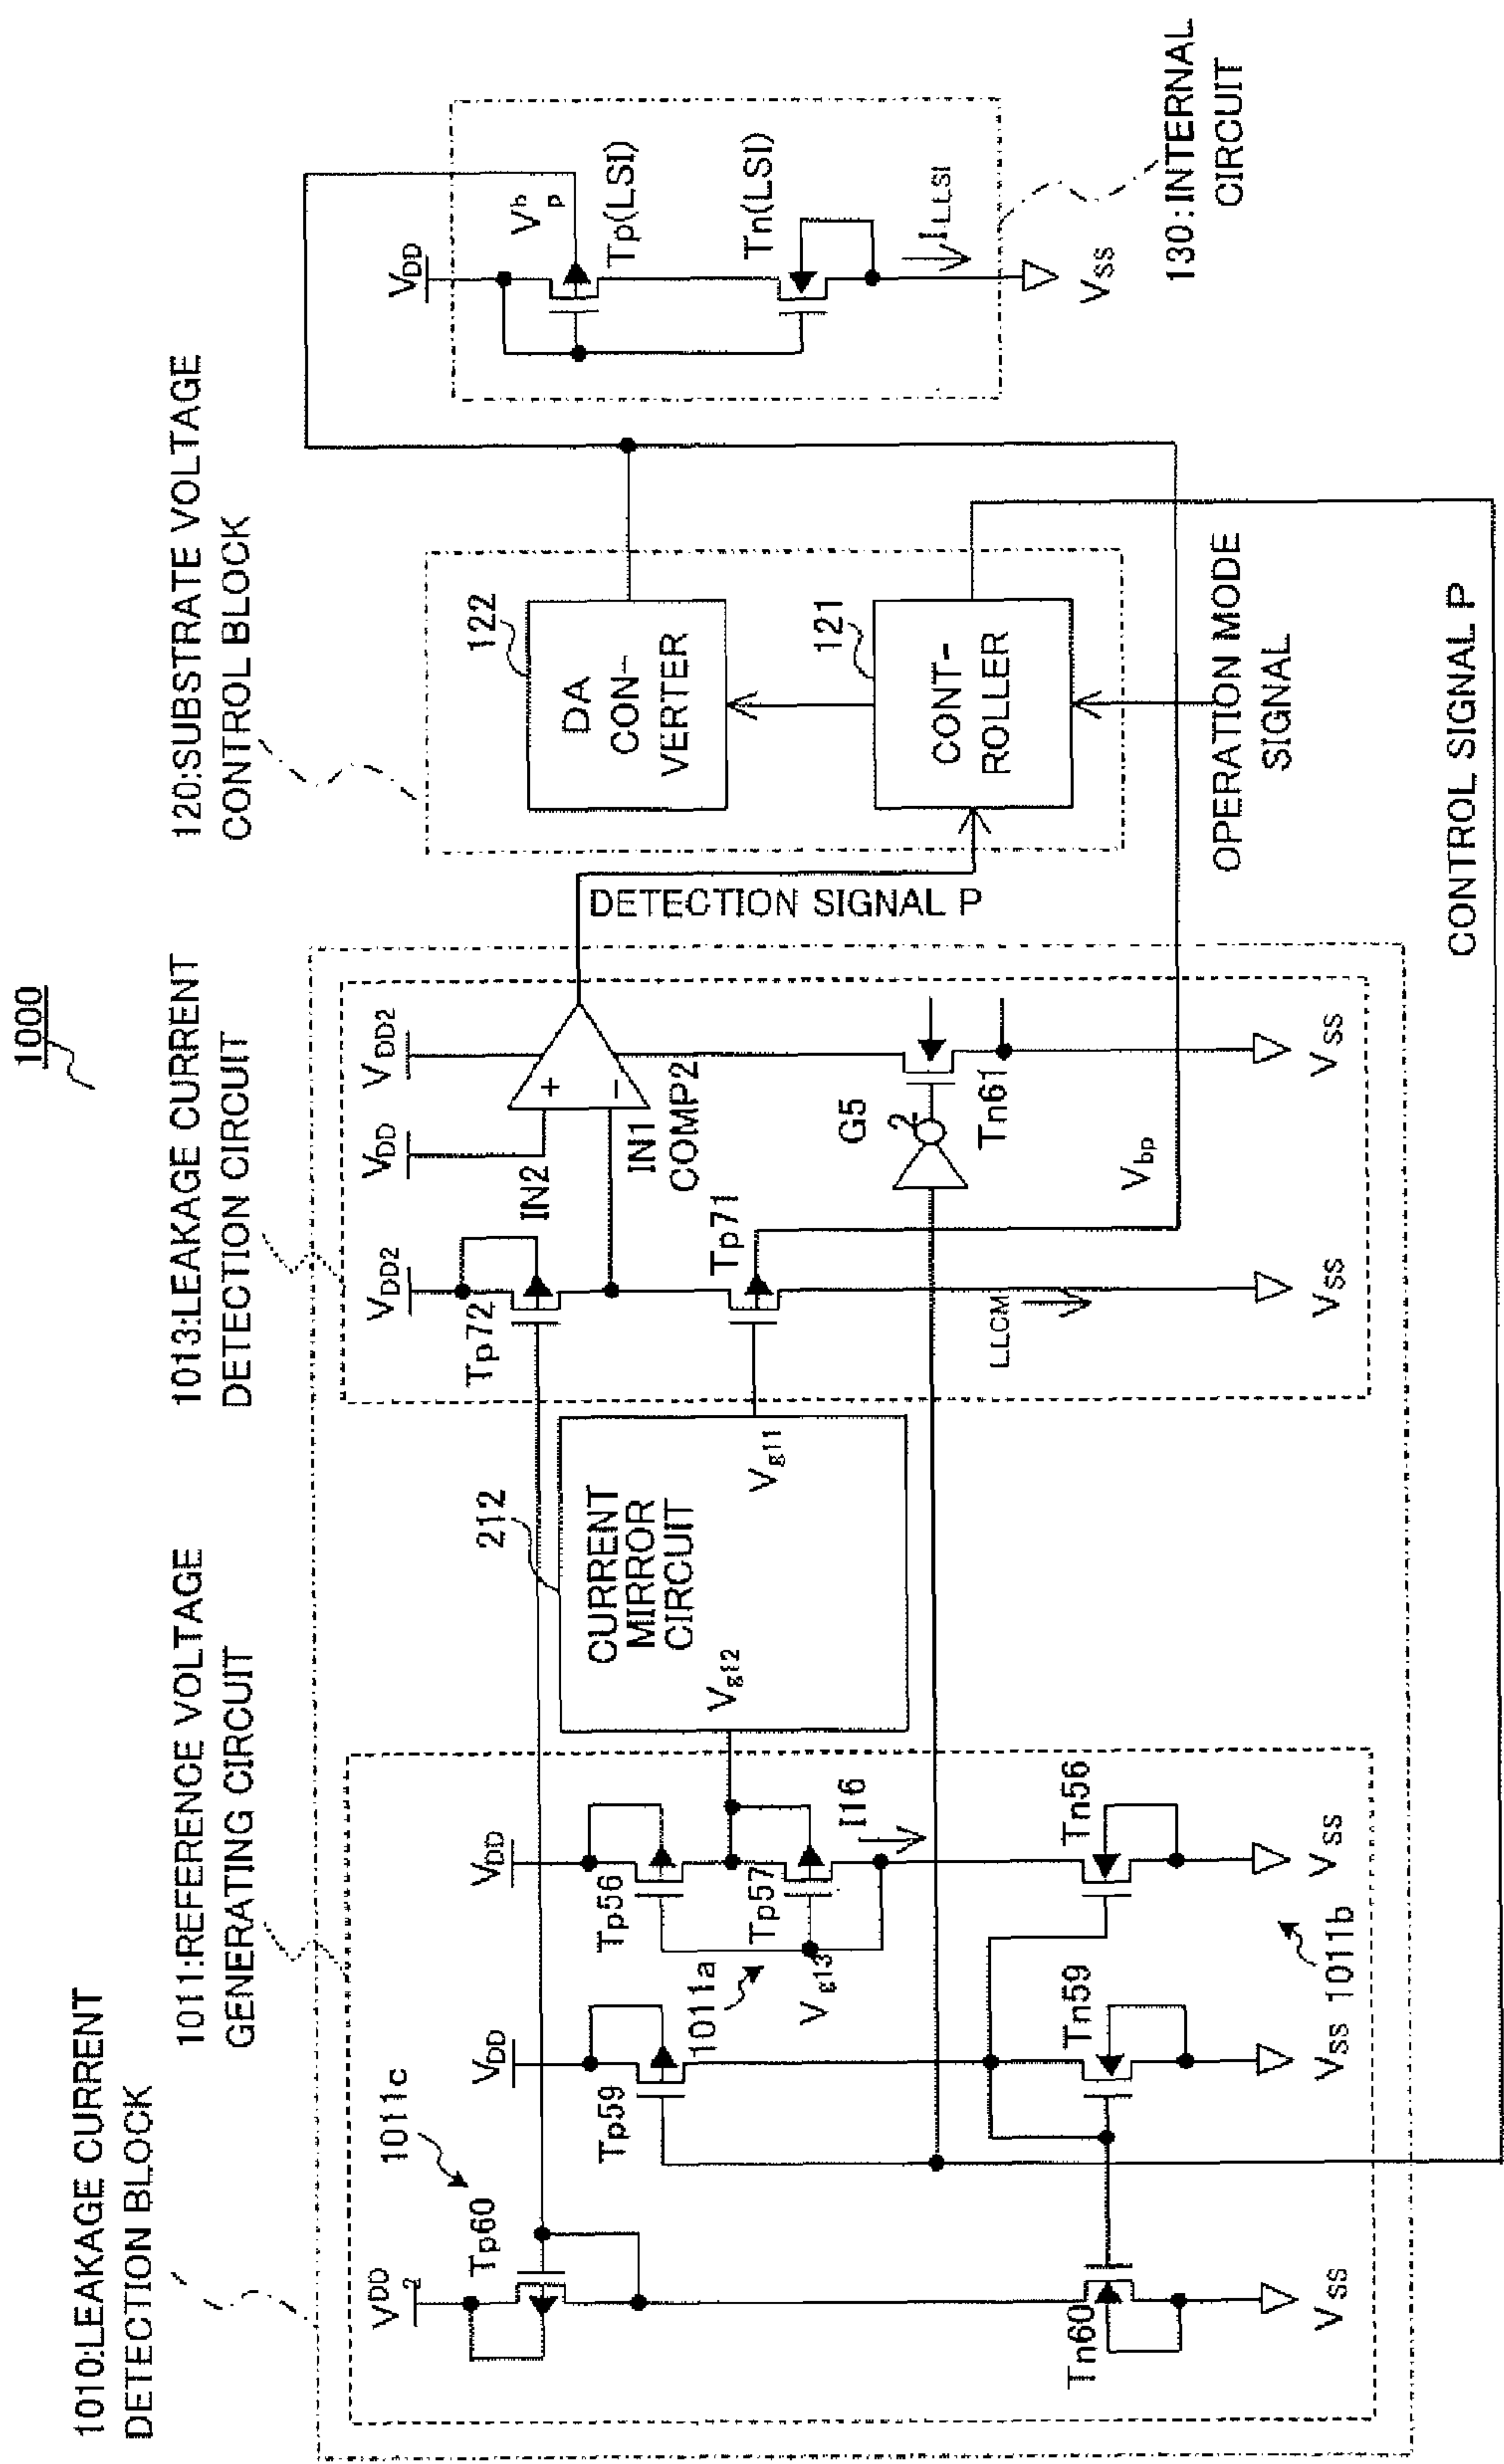 1000
1010:LEAKAGE CURRENT
DETECTION BLOCK
1011:REFERENCE VOLTAGE
GENERATING CIRCUIT
1013:LEAKAGE CURRENT
DETECTION CIRCUIT
120:SUBSTRATE VOLTAGE
CONTROL BLOCK
130:INTERNAL
CIRCUIT
1011c
VDD2
Tp60
Tn60
VSS
VDD
Tp59
Tn59
VSS
1011a
Vg13
VDD
Tp56
Tp57
I16
Tn56
VSS
1011b
212
CURRENT
MIRROR
CIRCUIT
Vg12
Vg11
VDD2
Tp72
Tp71
VSS
VDD
IN2
VDD2
+
-
IN1
COMP2
G5
2
Tn61
VSS
Vbp
DETECTION SIGNAL P
122
DA
CON-
VERTER
121
CONT-
ROLLER
OPERATION MODE
SIGNAL
CONTROL SIGNAL P
VDD
Vbp
Tp(LSI)
Tn(LSI)
ILLSI
VSS